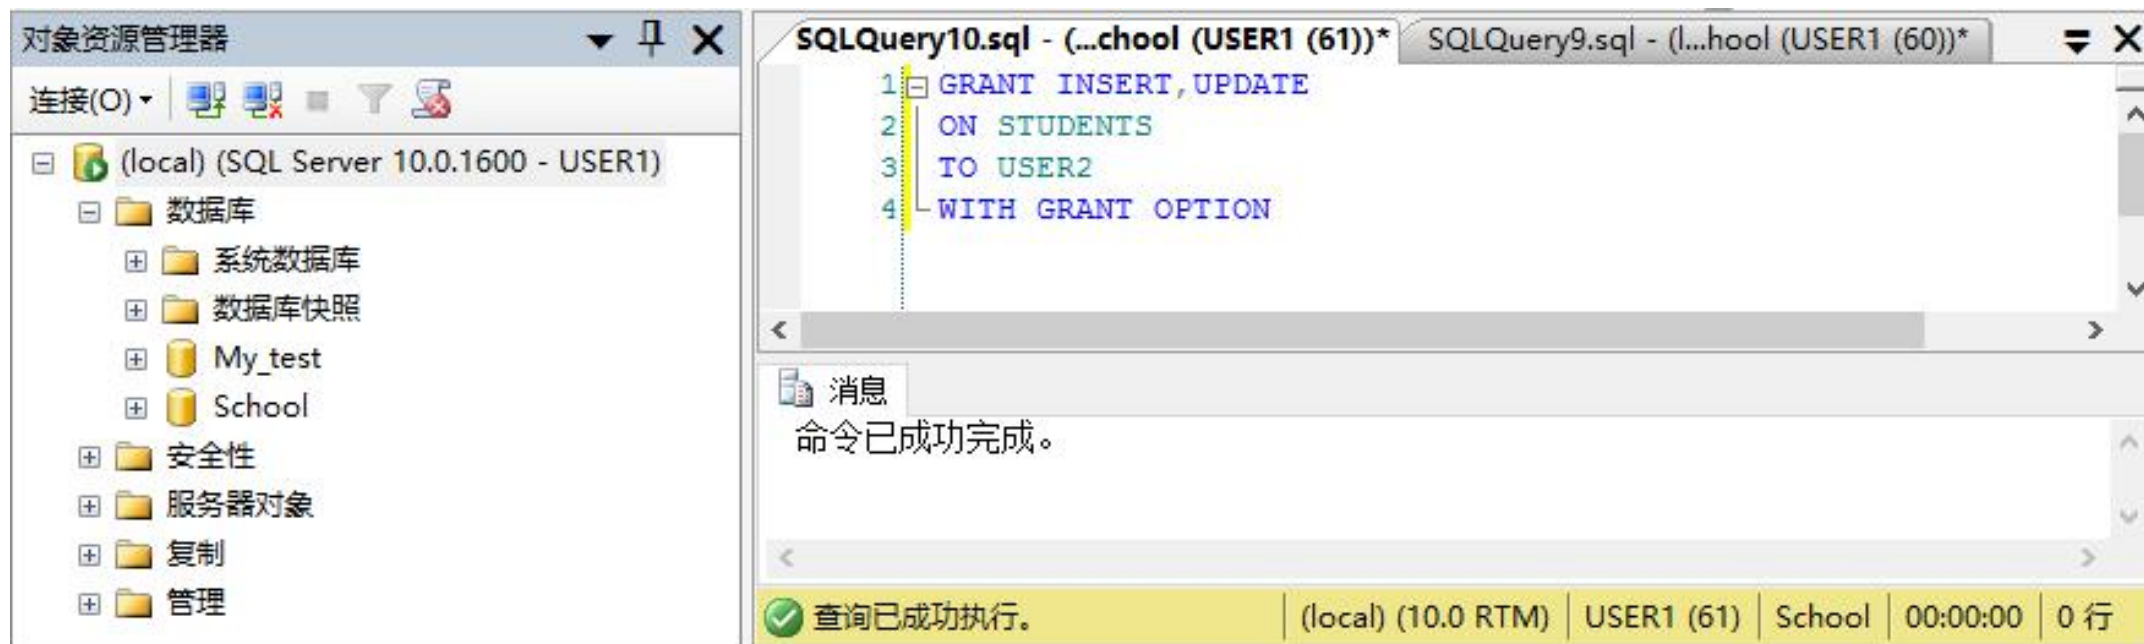 对象资源管理器
连接(O)
(local) (SQL Server 10.0.1600 - USER1)
数据库
系统数据库
数据库快照
My_test
School
安全性
服务器对象
复制
管理
SQLQuery10.sql - (...chool (USER1 (61))*
SQLQuery9.sql - (l...hool (USER1 (60))*
1 GRANT INSERT,UPDATE
2 ON STUDENTS
3 TO USER2
4 WITH GRANT OPTION
消息
命令已成功完成。
查询已成功执行。
(local) (10.0 RTM)
USER1 (61)
School
00:00:00
0 行